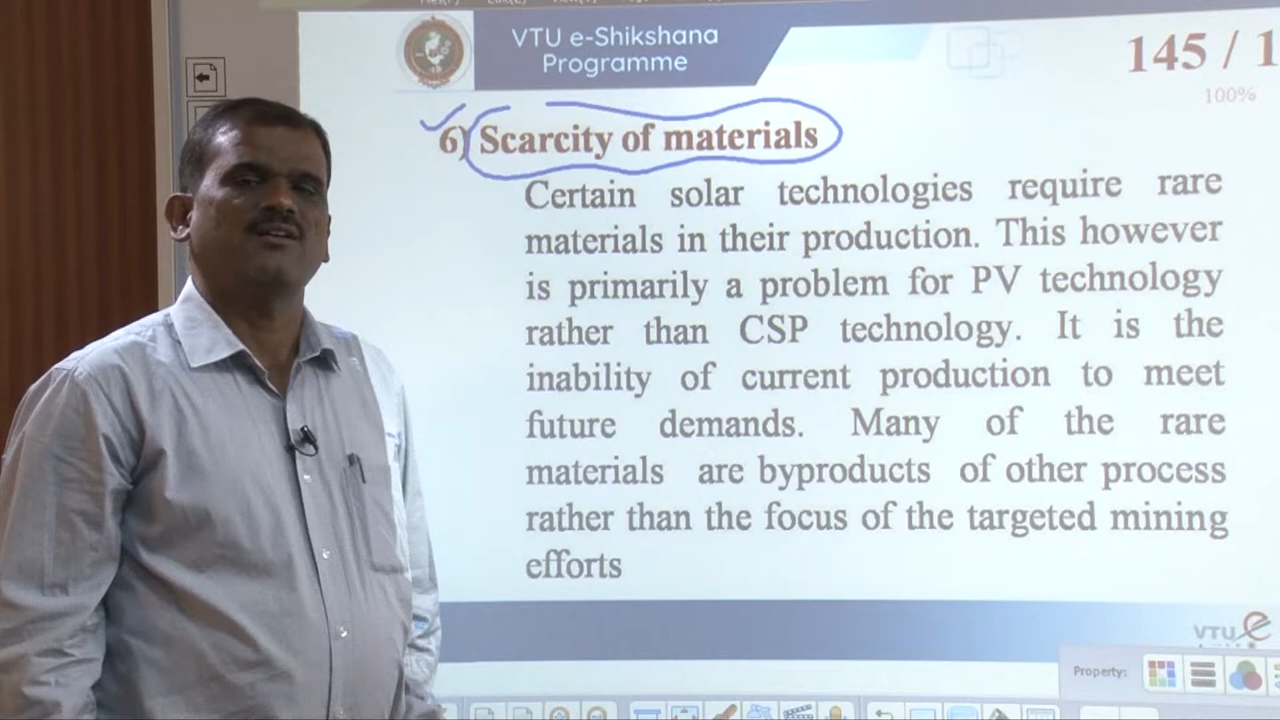 VTU e-Shikshana
Programme
145 / 1
100%
6) Scarcity of materials
Certain solar technologies require rare
materials in their production. This however
is primarily a problem for PV technology
rather than CSP technology. It is the
inability of current production to meet
future demands. Many of the rare
materials are byproducts of other process
rather than the focus of the targeted mining
efforts
VTU e
Property: